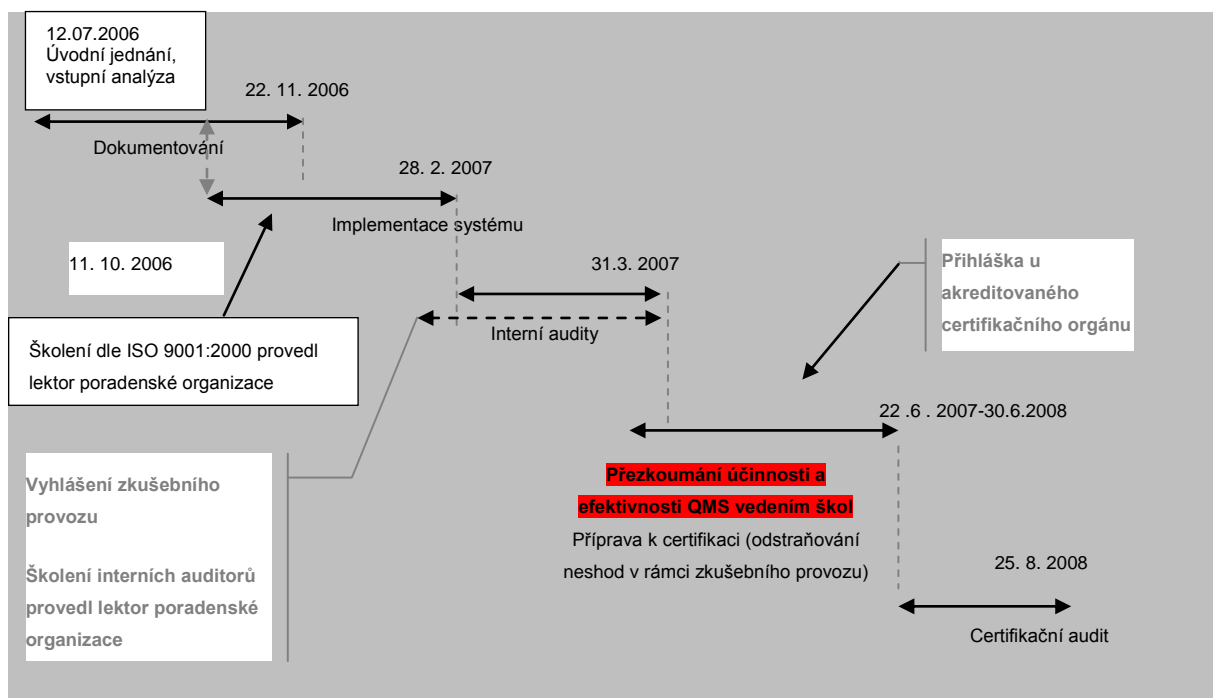 12.07.2006
Úvodní jednání,
vstupní analýza
22. 11. 2006
Dokumentování
28. 2. 2007
Implementace systému
11. 10. 2006
31.3. 2007
Interní audity
Přihláška u
akreditovaného
certifikačního orgánu
Školení dle ISO 9001:2000 provedl
lektor poradenské organizace
22 .6 . 2007-30.6.2008
Vyhlášení zkušebního
provozu
Školení interních auditorů
provedl lektor poradenské
organizace
Přezkoumání účinnosti a
efektivnosti QMS vedením škol
Příprava k certifikaci (odstraňování
neshod v rámci zkušebního provozu)
25. 8. 2008
Certifikační audit